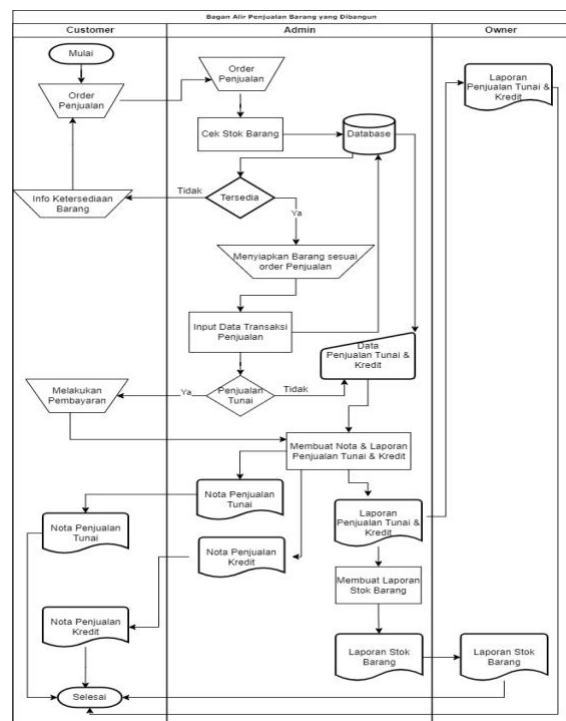 Bagan Alir Penjualan Barang yang Dibangun
Customer
Admin
Owner
Mulai
Order
Penjualan
Order
Penjualan
Laporan
Penjualan Tunai &
Kredit
Cek Stok Barang
Database
Info Ketersediaan
Barang
Tidak
Tersedia
Ya
Menyiapkan Barang sesuai
order Penjualan
Input Data Transaksi
Penjualan
Data
Penjualan Tunai &
Kredit
Melakukan
Pembayaran
Ya
Penjualan
Tunai
Tidak
Membuat Nota & Laporan
Penjualan Tunai & Kredit
Nota Penjualan
Tunai
Nota Penjualan
Tunai
Laporan
Penjualan Tunai &
Kredit
Nota Penjualan
Kredit
Membuat Laporan
Stok Barang
Nota Penjualan
Kredit
Laporan Stok
Barang
Laporan Stok
Barang
Selesai